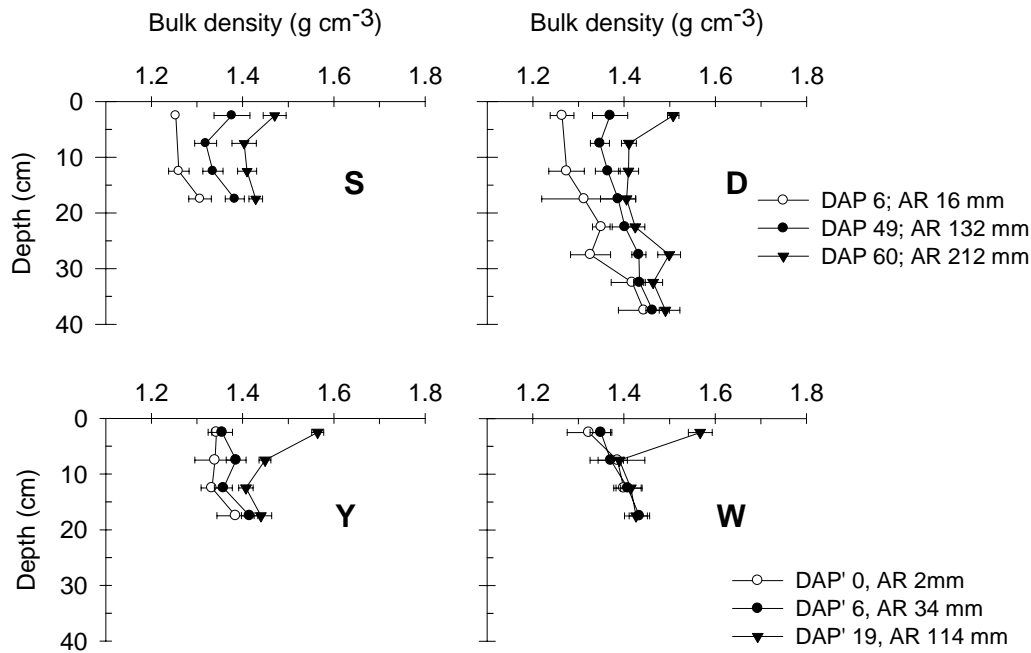 Bulk density (g cm-3) Bulk density (g cm-3)
1.2 1.4 1.6 1.8 1.2 1.4 1.6 1.8
0
10
20
30
40
Depth (cm)
S
D
DAP 6; AR 16 mm
DAP 49; AR 132 mm
DAP 60; AR 212 mm
1.2 1.4 1.6 1.8 1.2 1.4 1.6 1.8
0
10
20
30
40
Depth (cm)
Y
W
DAP' 0, AR 2mm
DAP' 6, AR 34 mm
DAP' 19, AR 114 mm